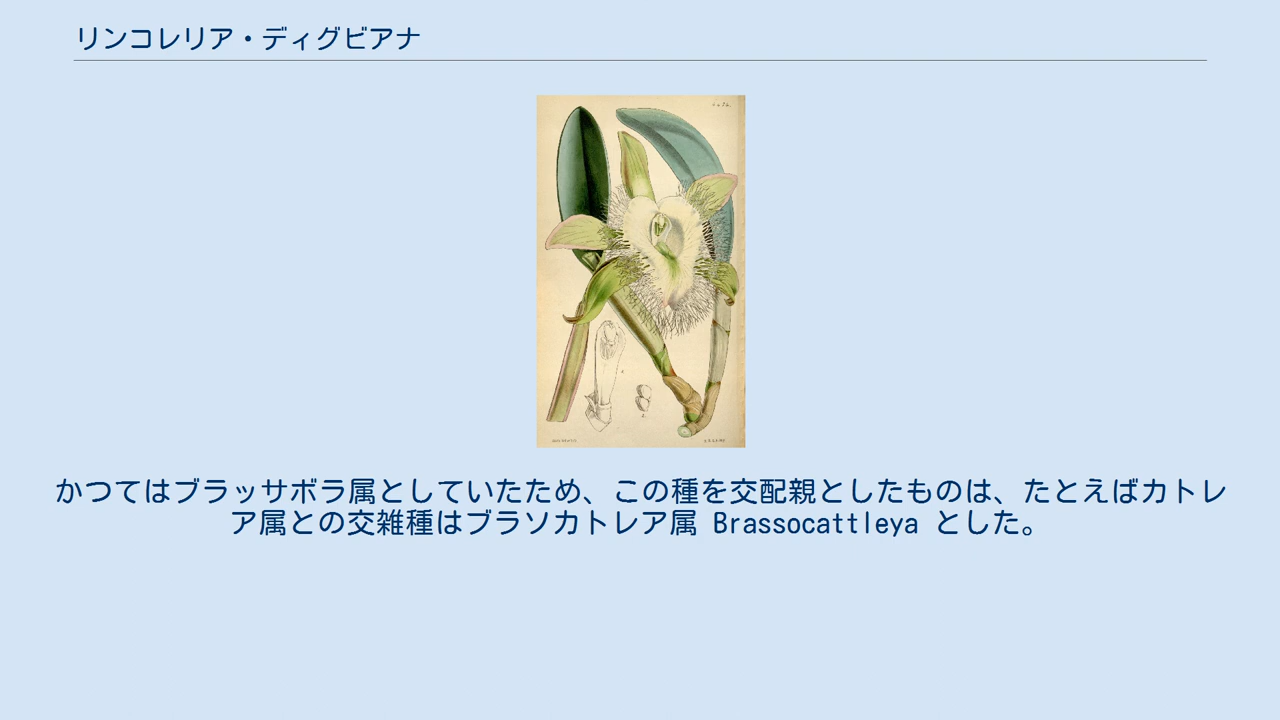 リンコレリア・ディグビアナ
かつてはブラッサボラ属としていたため、この種を交配親としたものは、たとえばカトレ
ア属との交雑種はブラソカトレア属 Brassocattleya とした。